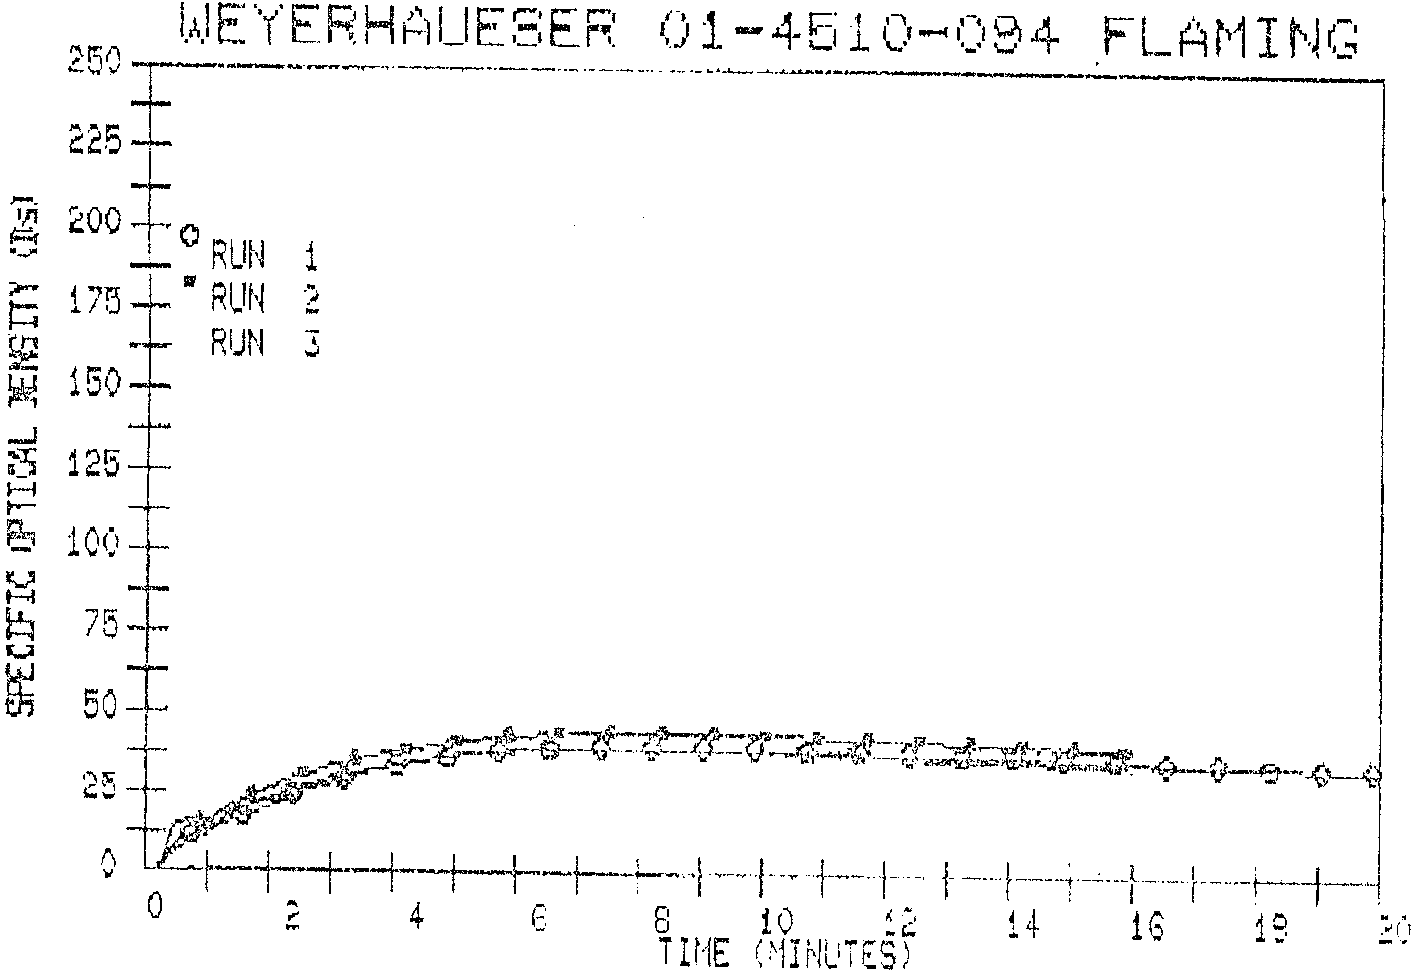 WEYERHAUESER 01-4510-094 FLAMING
250
225
200
175
150
125
100
75
50
25
0
SPECIFIC OPTICAL DENSITY (Ds)
RUN 1
RUN 2
RUN 3
0 2 4 6 8 10 12 14 16 18 20
TIME (MINUTES)